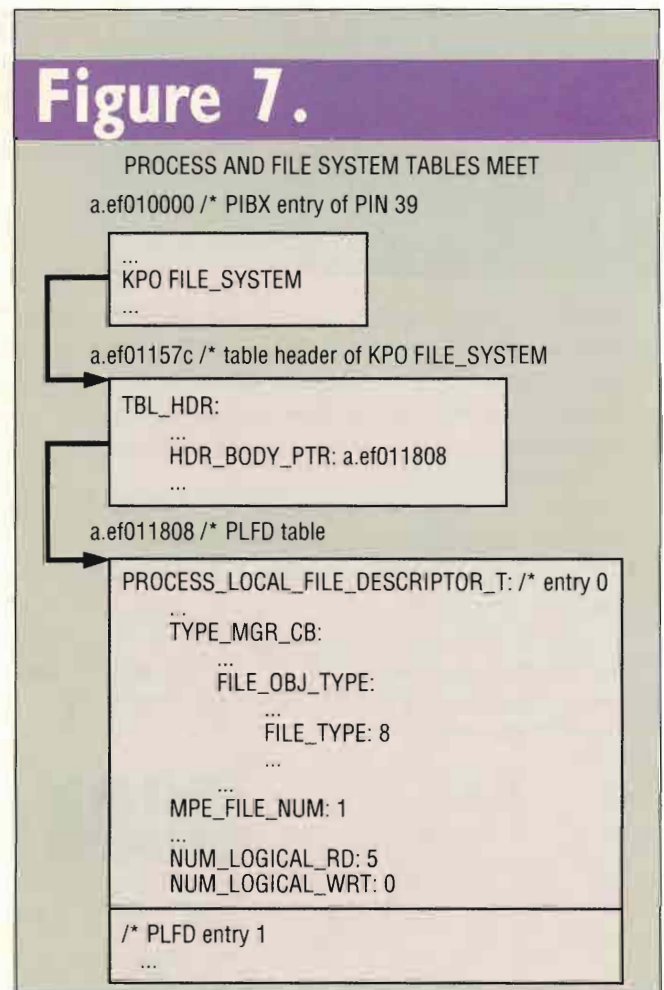 Figure 7.
PROCESS AND FILE SYSTEM TABLES MEET
a.ef010000 /* PIBX entry of PIN 39
...
KPO FILE_SYSTEM
...
a.ef01157c /* table header of KPO FILE_SYSTEM
TBL_HDR:
...
HDR_BODY_PTR: a.ef011808
...
a.ef011808 /* PLFD table
PROCESS_LOCAL_FILE_DESCRIPTOR_T: /* entry 0
...
TYPE_MGR_CB:
...
FILE_OBJ_TYPE:
...
FILE_TYPE: 8
...
...
MPE_FILE_NUM: 1
...
NUM_LOGICAL_RD: 5
NUM_LOGICAL_WRT: 0
/* PLFD entry 1
...